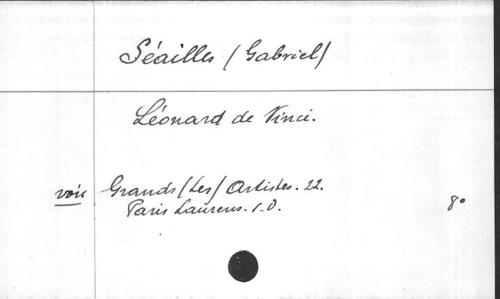 Séailles (Gabriel)
Léonard de Vinci.
voir Grands (Les) Artistes. 22.
Paris Laurens. s.d. 8°